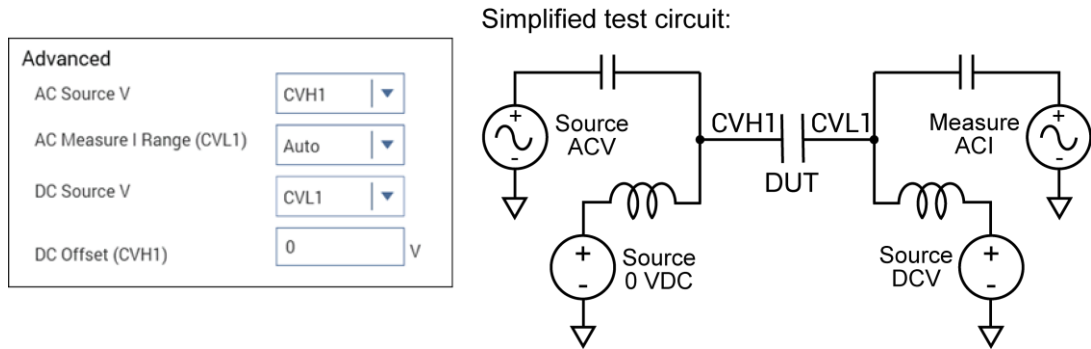 Simplified test circuit:
Advanced
AC Source V
CVH1
AC Measure I Range (CVL1)
Auto
DC Source V
CVL1
DC Offset (CVH1)
0
V
+
-
Source
ACV
CVH1
CVL1
DUT
Measure
ACI
+
-
+
-
Source
0 VDC
Source
DCV
+
-